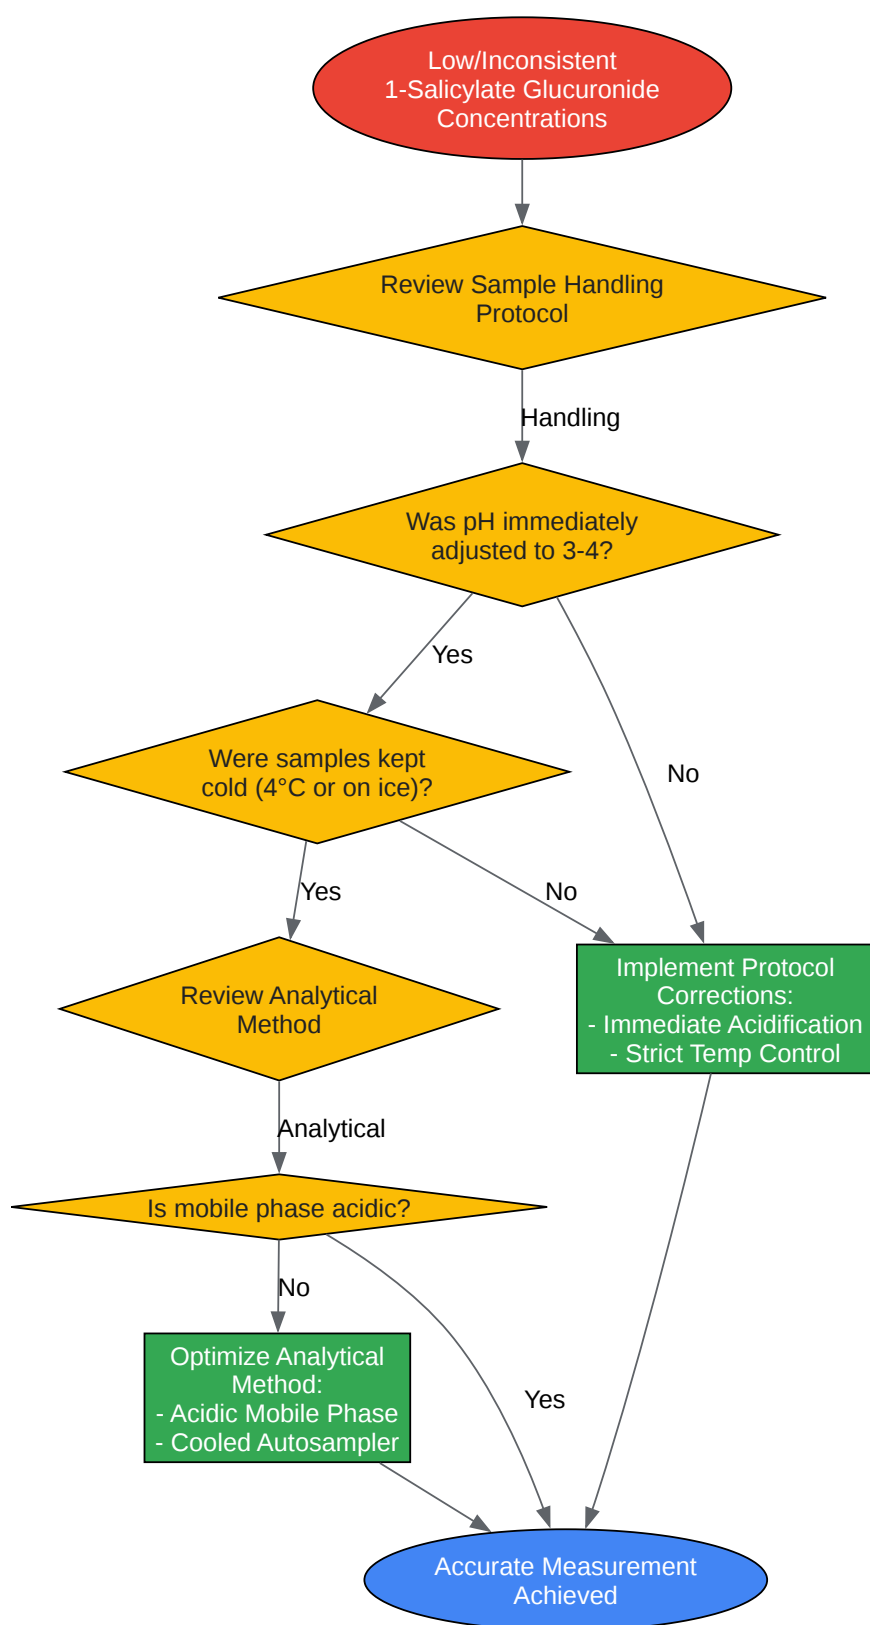 Low/Inconsistent
1-Salicylate Glucuronide
Concentrations
Review Sample Handling
Protocol
Handling
Was pH immediately
adjusted to 3-4?
Yes
No
Were samples kept
cold (4°C or on ice)?
Yes
No
Review Analytical
Method
Implement Protocol
Corrections:
- Immediate Acidification
- Strict Temp Control
Analytical
Is mobile phase acidic?
No
Yes
Optimize Analytical
Method:
- Acidic Mobile Phase
- Cooled Autosampler
Accurate Measurement
Achieved